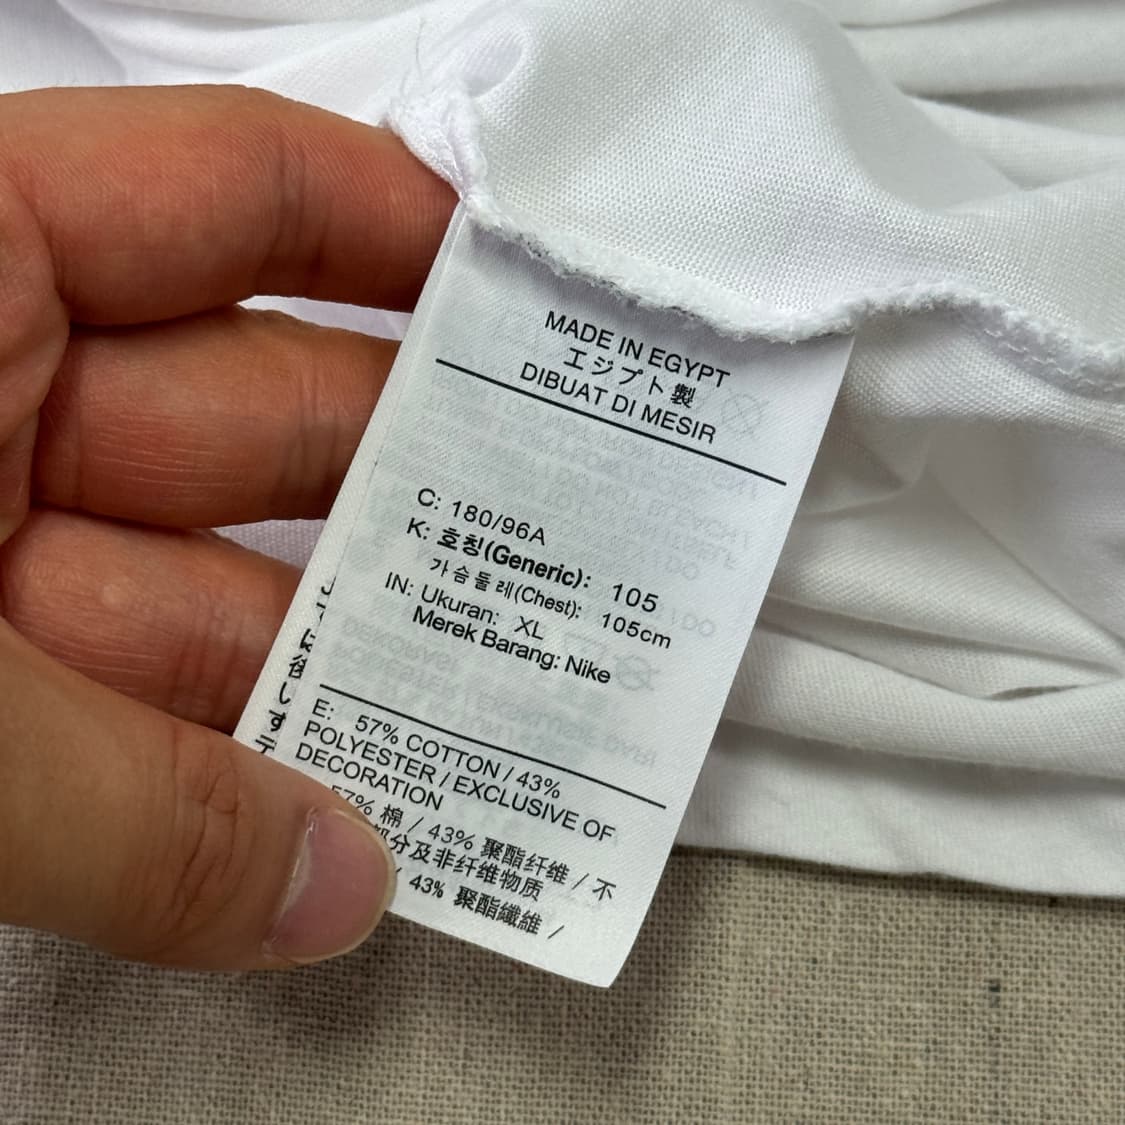 MADE IN EGYPT
エジプト製
DIBUAT DI MESIR
C: 180/96A
K: 호칭(Generic): 105
가슴둘레(Chest): 105cm
IN: Ukuran: XL
Merek Barang: Nike
E: 57% COTTON / 43%
POLYESTER / EXCLUSIVE OF
DECORATION
57% 棉 / 43% 聚酯纤维 / 不
部分及非纤维物质
/ 43% 聚酯纖維 /